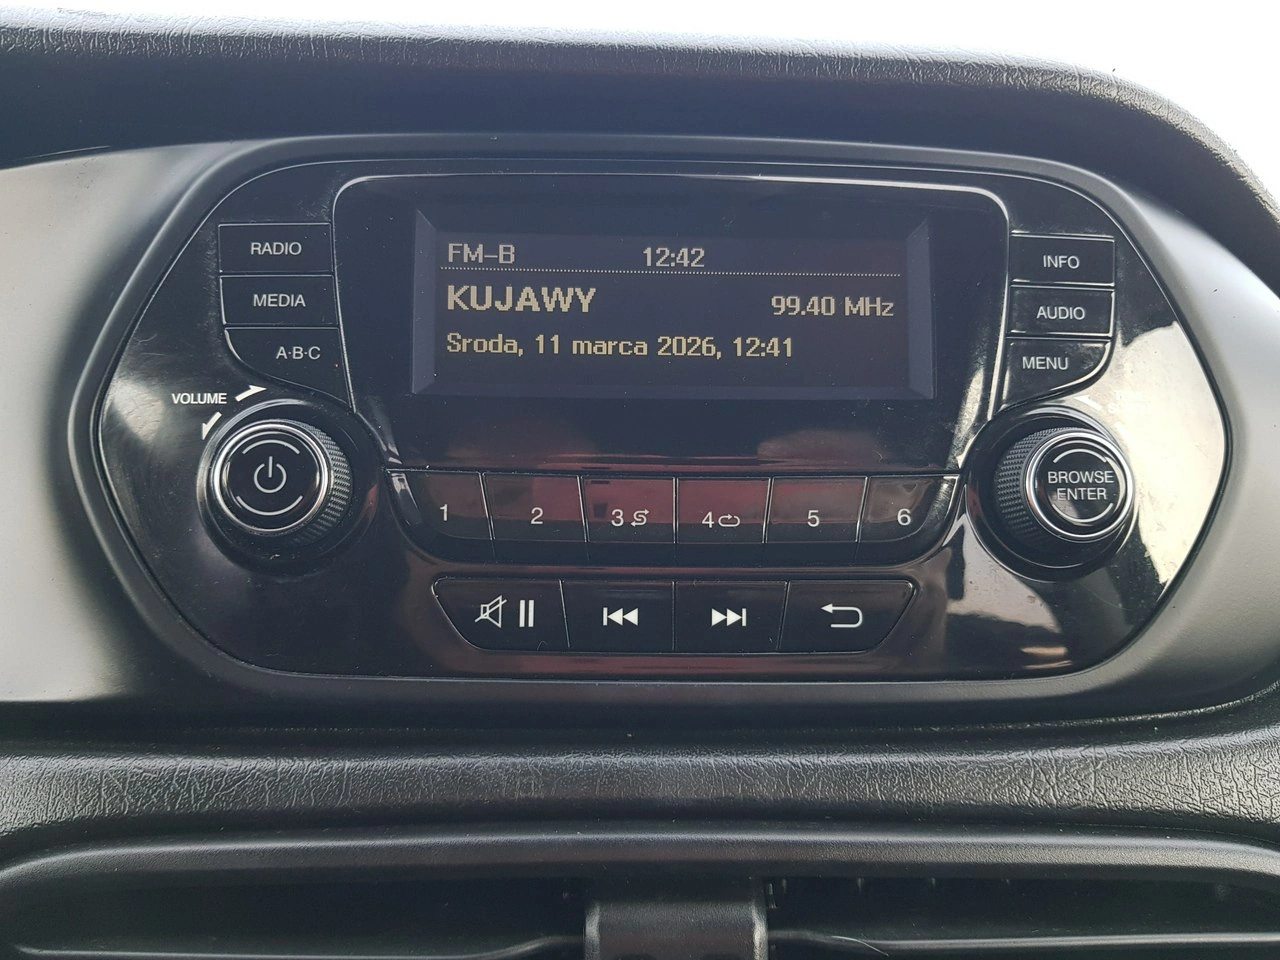 RADIO
MEDIA
A·B·C
VOLUME
FM-B 12:42
KUJAWY 99.40 MHz
Sroda, 11 marca 2026, 12:41
INFO
AUDIO
MENU
BROWSE
ENTER
1 2 3 4 5 6